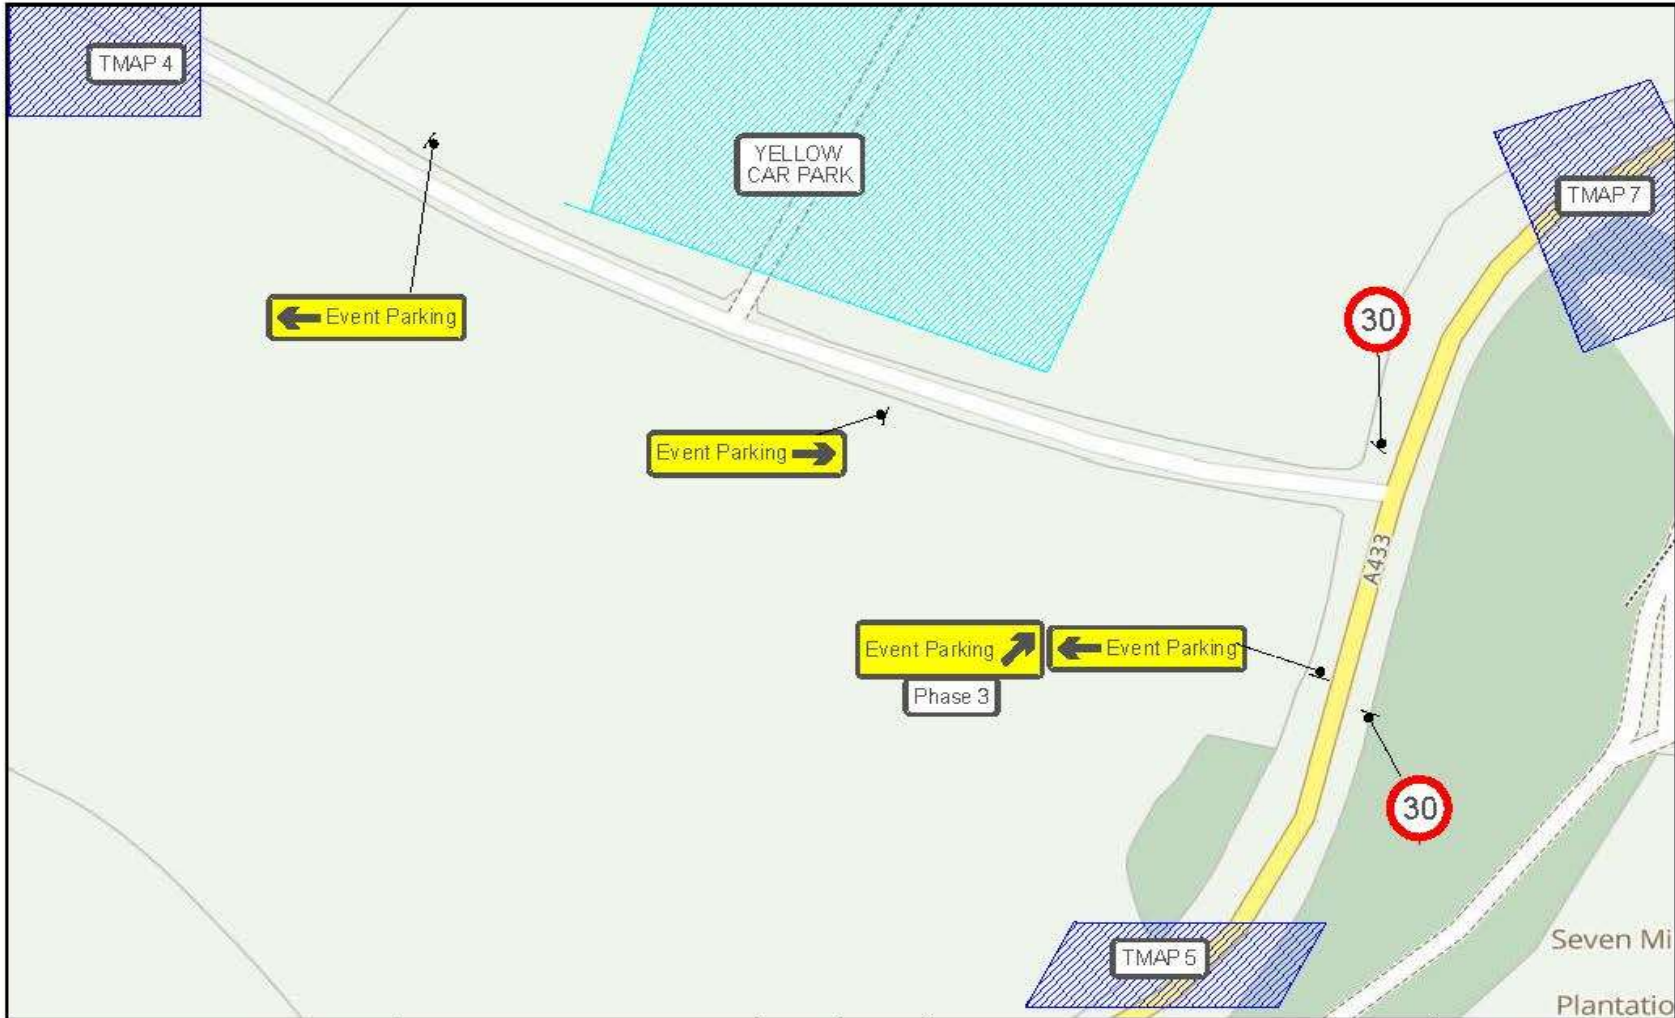 TMAP 4
YELLOW
CAR PARK
TMAP 7
Event Parking
30
Event Parking
A433
Event Parking
Event Parking
Phase 3
30
Seven Mi
TMAP 5
Plantatio